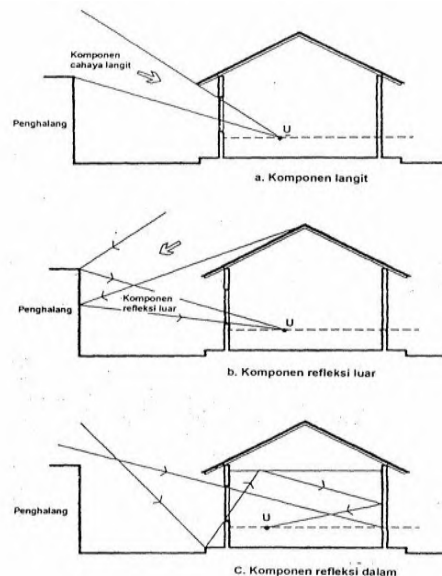 Komponen
cahaya langit
Penghalang
U
a. Komponen langit
Penghalang
Komponen
refleksi luar
U
b. Komponen refleksi luar
Penghalang
U
C. Komponen refleksi dalam